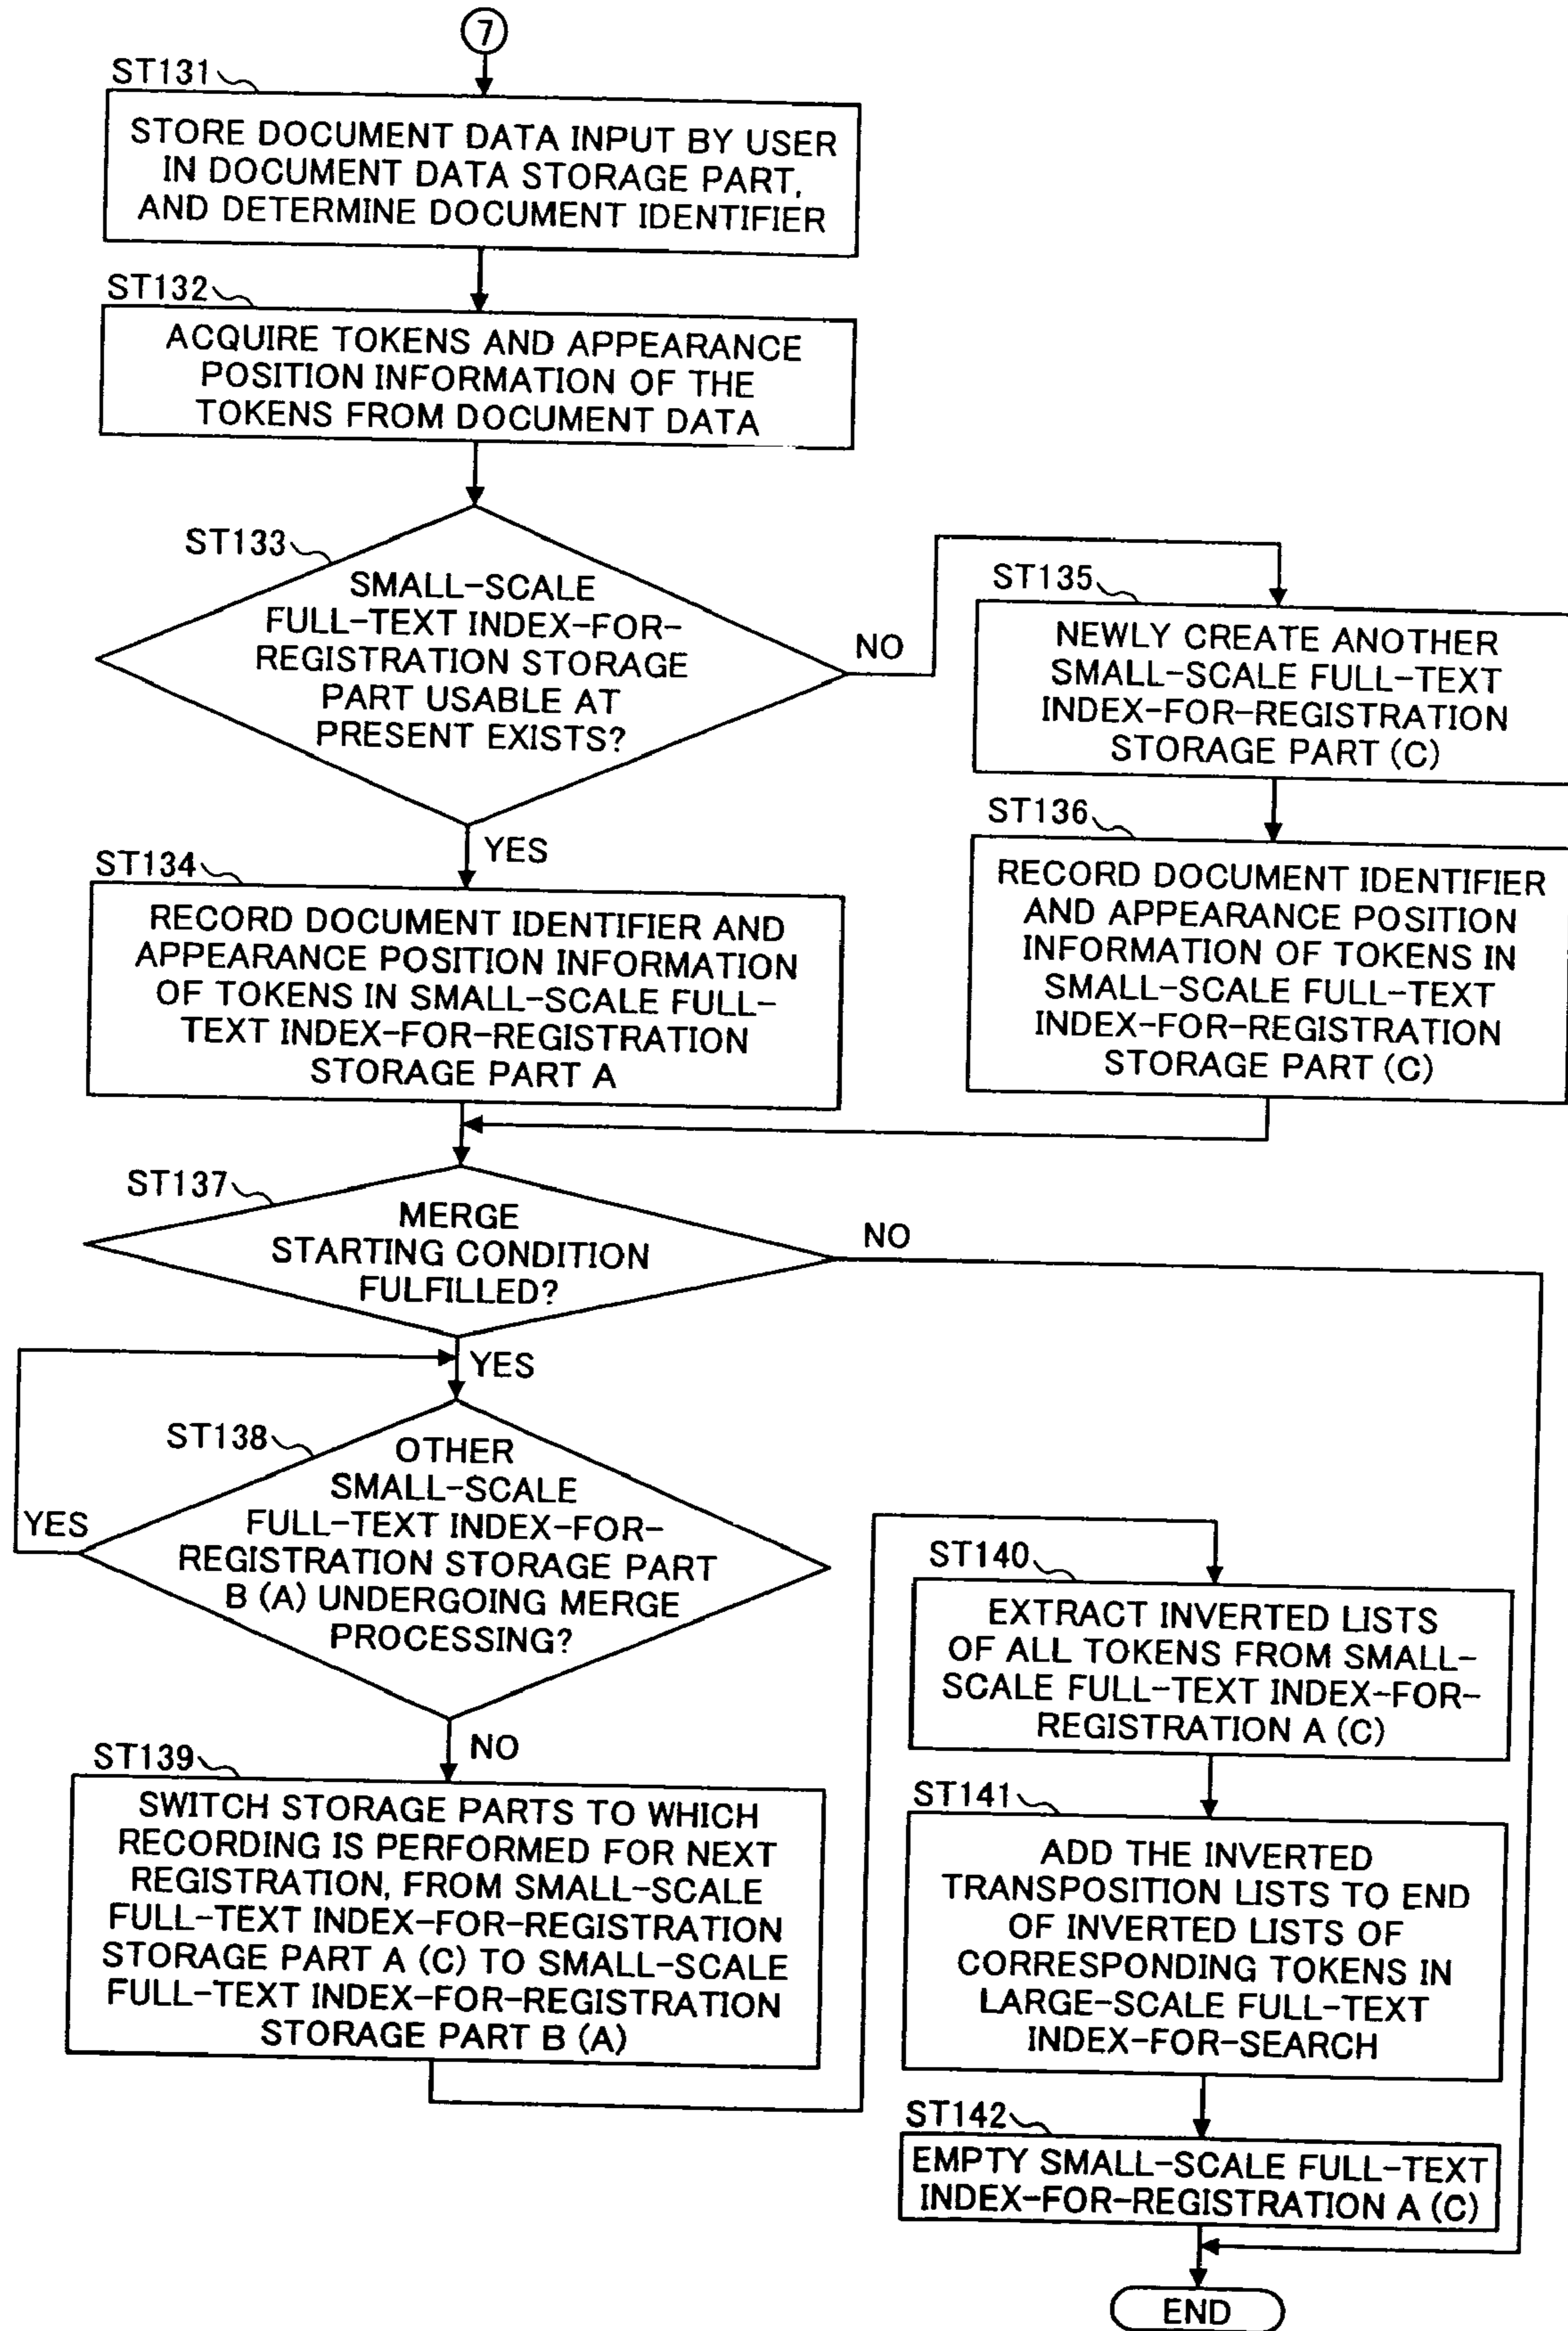 7
ST131
STORE DOCUMENT DATA INPUT BY USER
IN DOCUMENT DATA STORAGE PART,
AND DETERMINE DOCUMENT IDENTIFIER
ST132
ACQUIRE TOKENS AND APPEARANCE
POSITION INFORMATION OF THE
TOKENS FROM DOCUMENT DATA
ST133
SMALL-SCALE
FULL-TEXT INDEX-FOR-
REGISTRATION STORAGE
PART USABLE AT
PRESENT EXISTS?
NO
YES
ST135
NEWLY CREATE ANOTHER
SMALL-SCALE FULL-TEXT
INDEX-FOR-REGISTRATION
STORAGE PART (C)
ST136
RECORD DOCUMENT IDENTIFIER
AND APPEARANCE POSITION
INFORMATION OF TOKENS IN
SMALL-SCALE FULL-TEXT
INDEX-FOR-REGISTRATION
STORAGE PART (C)
ST134
RECORD DOCUMENT IDENTIFIER AND
APPEARANCE POSITION INFORMATION
OF TOKENS IN SMALL-SCALE FULL-
TEXT INDEX-FOR-REGISTRATION
STORAGE PART A
ST137
MERGE
STARTING CONDITION
FULFILLED?
NO
YES
ST138
OTHER
SMALL-SCALE
FULL-TEXT INDEX-FOR-
REGISTRATION STORAGE PART
B (A) UNDERGOING MERGE
PROCESSING?
YES
NO
ST139
SWITCH STORAGE PARTS TO WHICH
RECORDING IS PERFORMED FOR NEXT
REGISTRATION, FROM SMALL-SCALE
FULL-TEXT INDEX-FOR-REGISTRATION
STORAGE PART A (C) TO SMALL-SCALE
FULL-TEXT INDEX-FOR-REGISTRATION
STORAGE PART B (A)
ST140
EXTRACT INVERTED LISTS
OF ALL TOKENS FROM SMALL-
SCALE FULL-TEXT INDEX-FOR-
REGISTRATION A (C)
ST141
ADD THE INVERTED
TRANSPOSITION LISTS TO END
OF INVERTED LISTS OF
CORRESPONDING TOKENS IN
LARGE-SCALE FULL-TEXT
INDEX-FOR-SEARCH
ST142
EMPTY SMALL-SCALE FULL-TEXT
INDEX-FOR-REGISTRATION A (C)
END